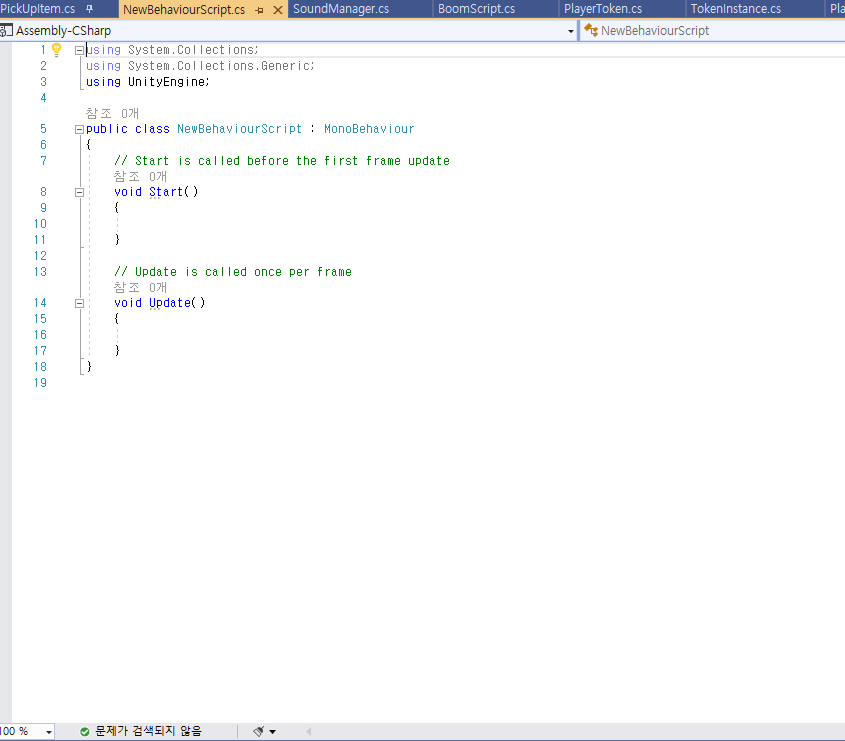 PickUpItem.cs NewBehaviourScript.cs SoundManager.cs BoomScript.cs PlayerToken.cs TokenInstance.cs Pla
Assembly-CSharp NewBehaviourScript
1 using System.Collections;
2 using System.Collections.Generic;
3 using UnityEngine;
4
참조 0개
5 public class NewBehaviourScript : MonoBehaviour
6 {
7 // Start is called before the first frame update
참조 0개
8 void Start()
9 {
10
11 }
12
13 // Update is called once per frame
참조 0개
14 void Update()
15 {
16
17 }
18 }
19
100 % 문제가 검색되지 않음